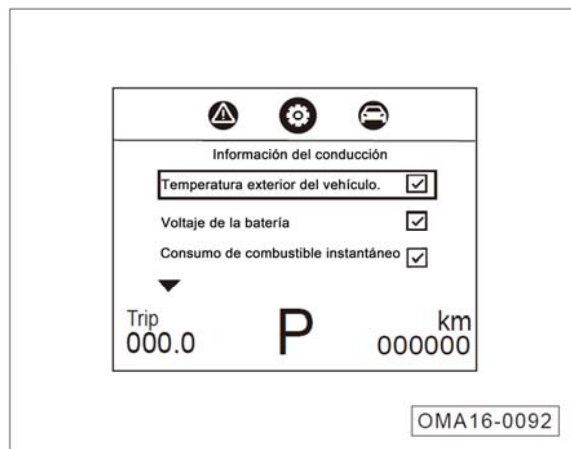 Información del conducción
Temperatura exterior del vehículo.
Voltaje de la batería
Consumo de combustible instantáneo
Trip
000.0
P
km
000000
OMA16-0092